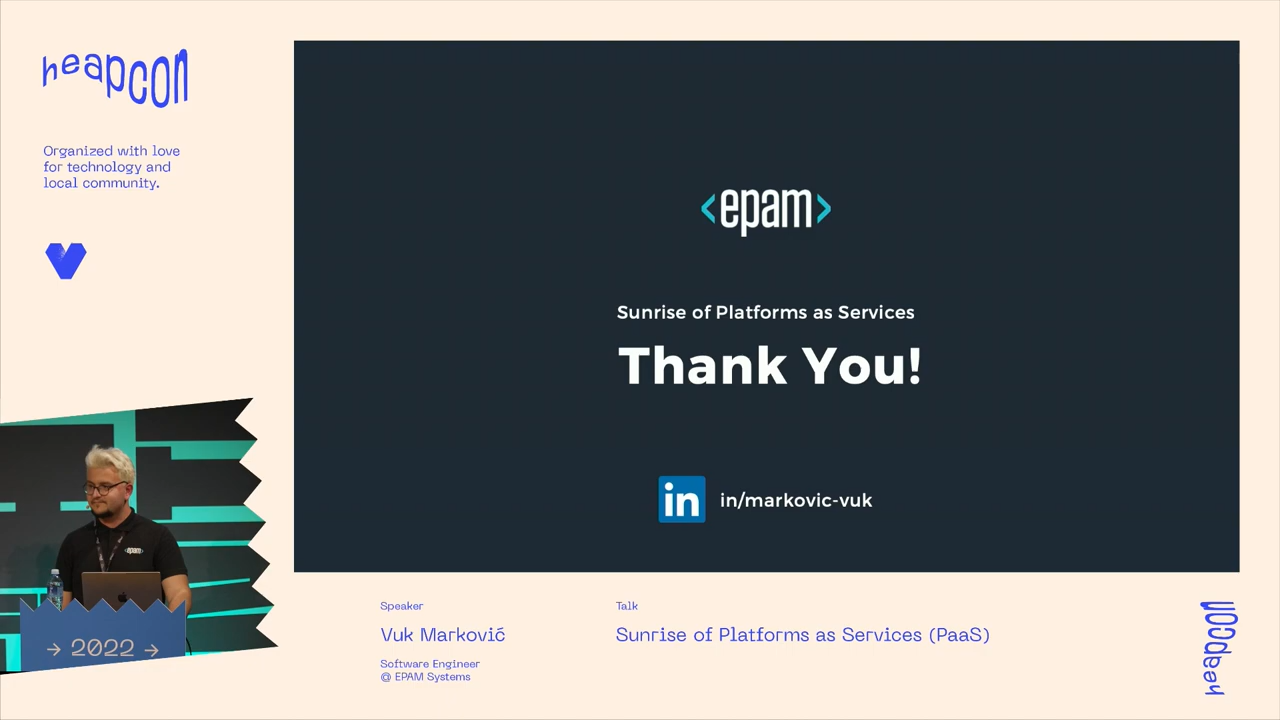 heapcon
Organized with love
for technology and
local community.
<epam>
Sunrise of Platforms as Services
Thank You!
in in/markovic-vuk
<epam>
→ 2022 →
Speaker
Vuk Marković
Software Engineer
@ EPAM Systems
Talk
Sunrise of Platforms as Services (PaaS)
heapcon